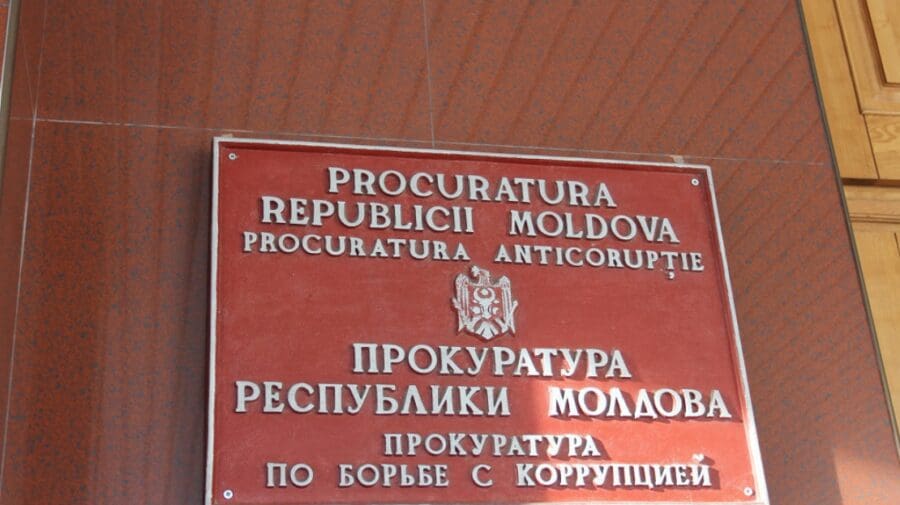 PROCURATURA
REPUBLICII MOLDOVA
PROCURATURA ANTICORUPȚIE
ПРОКУРАТУРА
РЕСПУБЛИКИ МОЛДОВА
ПРОКУРАТУРА
ПО БОРЬБЕ С КОРРУПЦИЕЙ